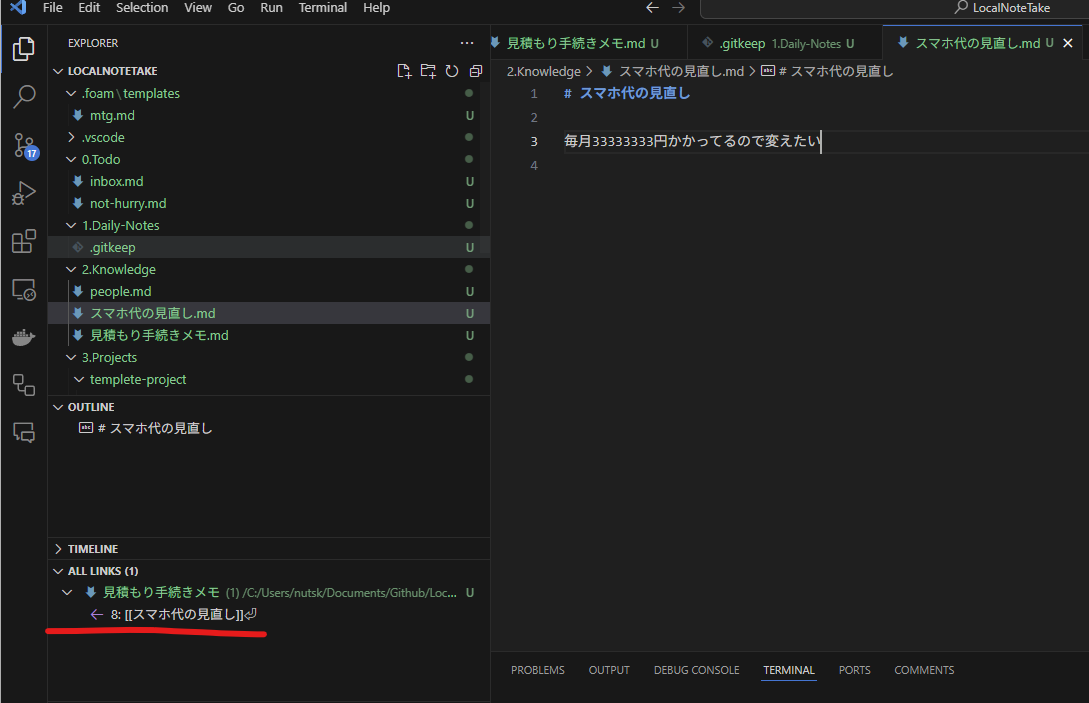 File Edit Selection View Go Run Terminal Help
LocalNoteTake
EXPLORER
LOCALNOTETAKE
.foam\templates
mtg.md U
.vscode
0.Todo
inbox.md U
not-hurry.md U
1.Daily-Notes
.gitkeep U
2.Knowledge
people.md U
スマホ代の見直し.md U
見積もり手続きメモ.md U
3.Projects
templete-project
17
OUTLINE
# スマホ代の見直し
TIMELINE
ALL LINKS (1)
見積もり手続きメモ (1) /C:/Users/nutsk/Documents/Github/Loc... U
8: [[スマホ代の見直し]]
見積もり手続きメモ.md U
.gitkeep 1.Daily-Notes U
スマホ代の見直し.md U
2.Knowledge > スマホ代の見直し.md > # スマホ代の見直し
1 # スマホ代の見直し
2
3 毎月33333333円かかってるので変えたい
4
PROBLEMS OUTPUT DEBUG CONSOLE TERMINAL PORTS COMMENTS